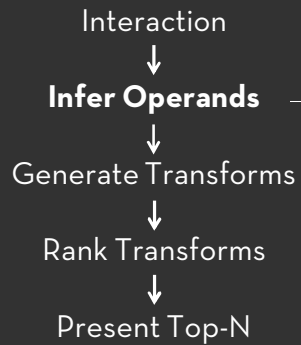 Interaction
Infer Operands
Generate Transforms
Rank Transforms
Present Top-N